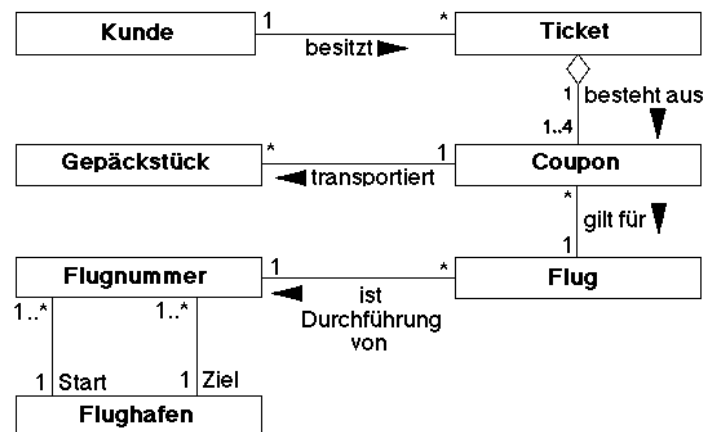 Kunde
1
*
besitzt
Ticket
1
besteht aus
1..4
Gepäckstück
*
1
transportiert
Coupon
*
gilt für
1
Flugnummer
1
*
ist
Durchführung
von
Flug
1..*
1..*
1 Start
1 Ziel
Flughafen